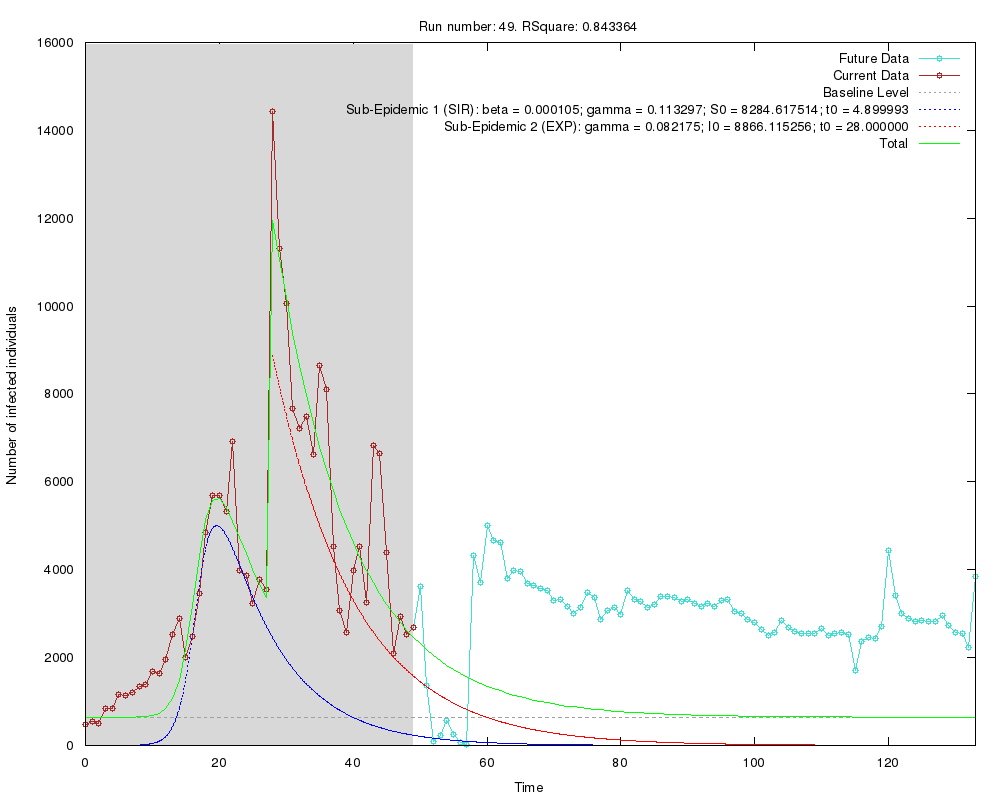 Run number: 49. RSquare: 0.843364
16000
14000
12000
10000
8000
6000
4000
2000
0
Number of infected individuals
Future Data
Current Data
Baseline Level
Sub-Epidemic 1 (SIR): beta = 0.000105; gamma = 0.113297; S0 = 8284.617514; t0 = 4.899993
Sub-Epidemic 2 (EXP): gamma = 0.082175; I0 = 8866.115256; t0 = 28.000000
Total
0 20 40 60 80 100 120
Time